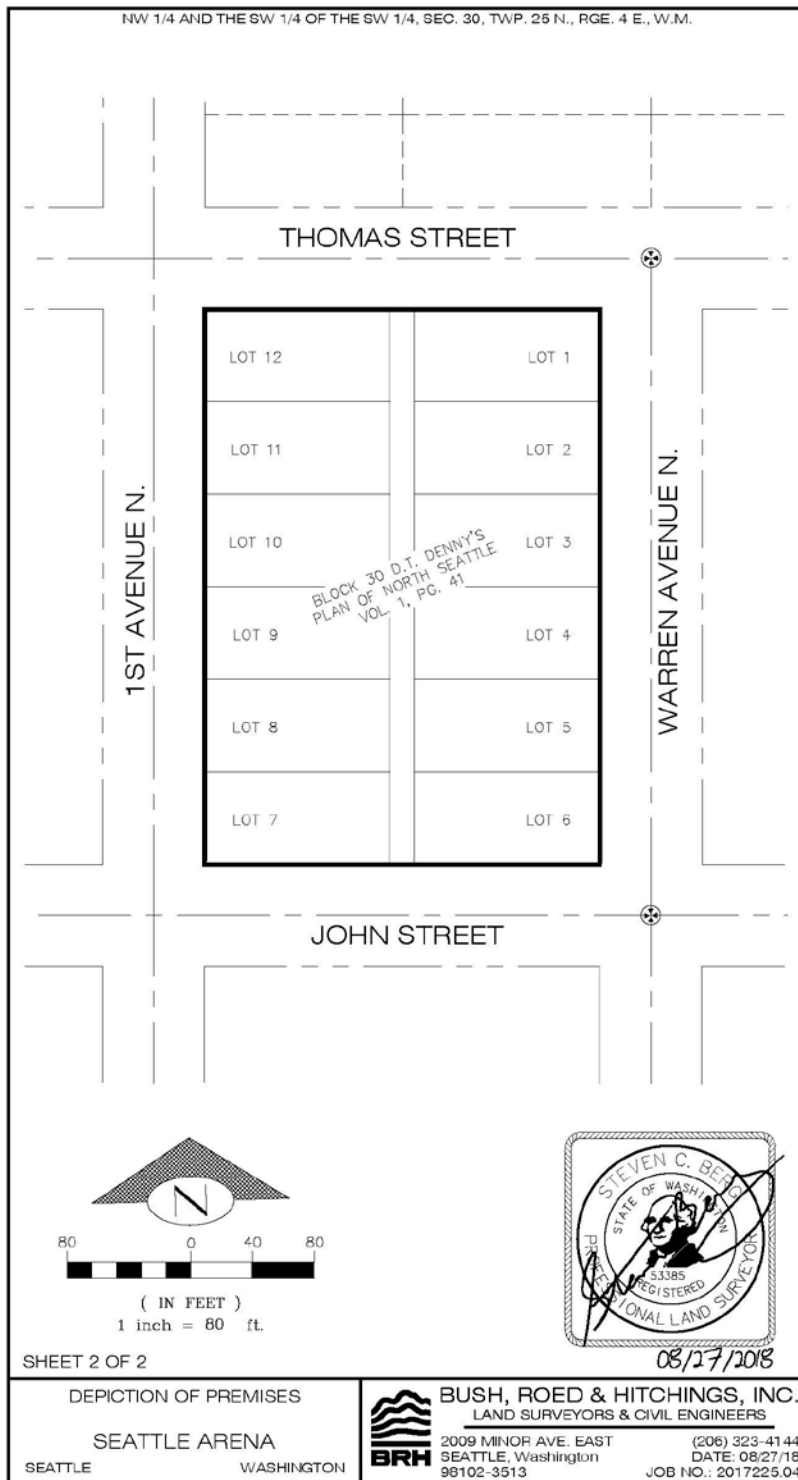 NW 1/4 AND THE SW 1/4 OF THE SW 1/4, SEC. 30, TWP. 25 N., RGE. 4 E., W.M.
THOMAS STREET
LOT 12
LOT 1
LOT 11
LOT 2
1ST AVENUE N.
WARREN AVENUE N.
LOT 10
LOT 3
BLOCK 30 D.T. DENNY'S
PLAN OF NORTH SEATTLE
VOL. 1, PG. 41
LOT 9
LOT 4
LOT 8
LOT 5
LOT 7
LOT 6
JOHN STREET
N
80 0 40 80
( IN FEET )
1 inch = 80 ft.
STEVEN C. BERG
STATE OF WASHINGTON
53385
REGISTERED
PROFESSIONAL LAND SURVEYOR
08/27/2018
SHEET 2 OF 2
DEPICTION OF PREMISES
SEATTLE ARENA
SEATTLE WASHINGTON
BRH
BUSH, ROED & HITCHINGS, INC.
LAND SURVEYORS & CIVIL ENGINEERS
2009 MINOR AVE. EAST (206) 323-4144
SEATTLE, Washington DATE: 08/27/18
98102-3513 JOB NO.: 2017225.04